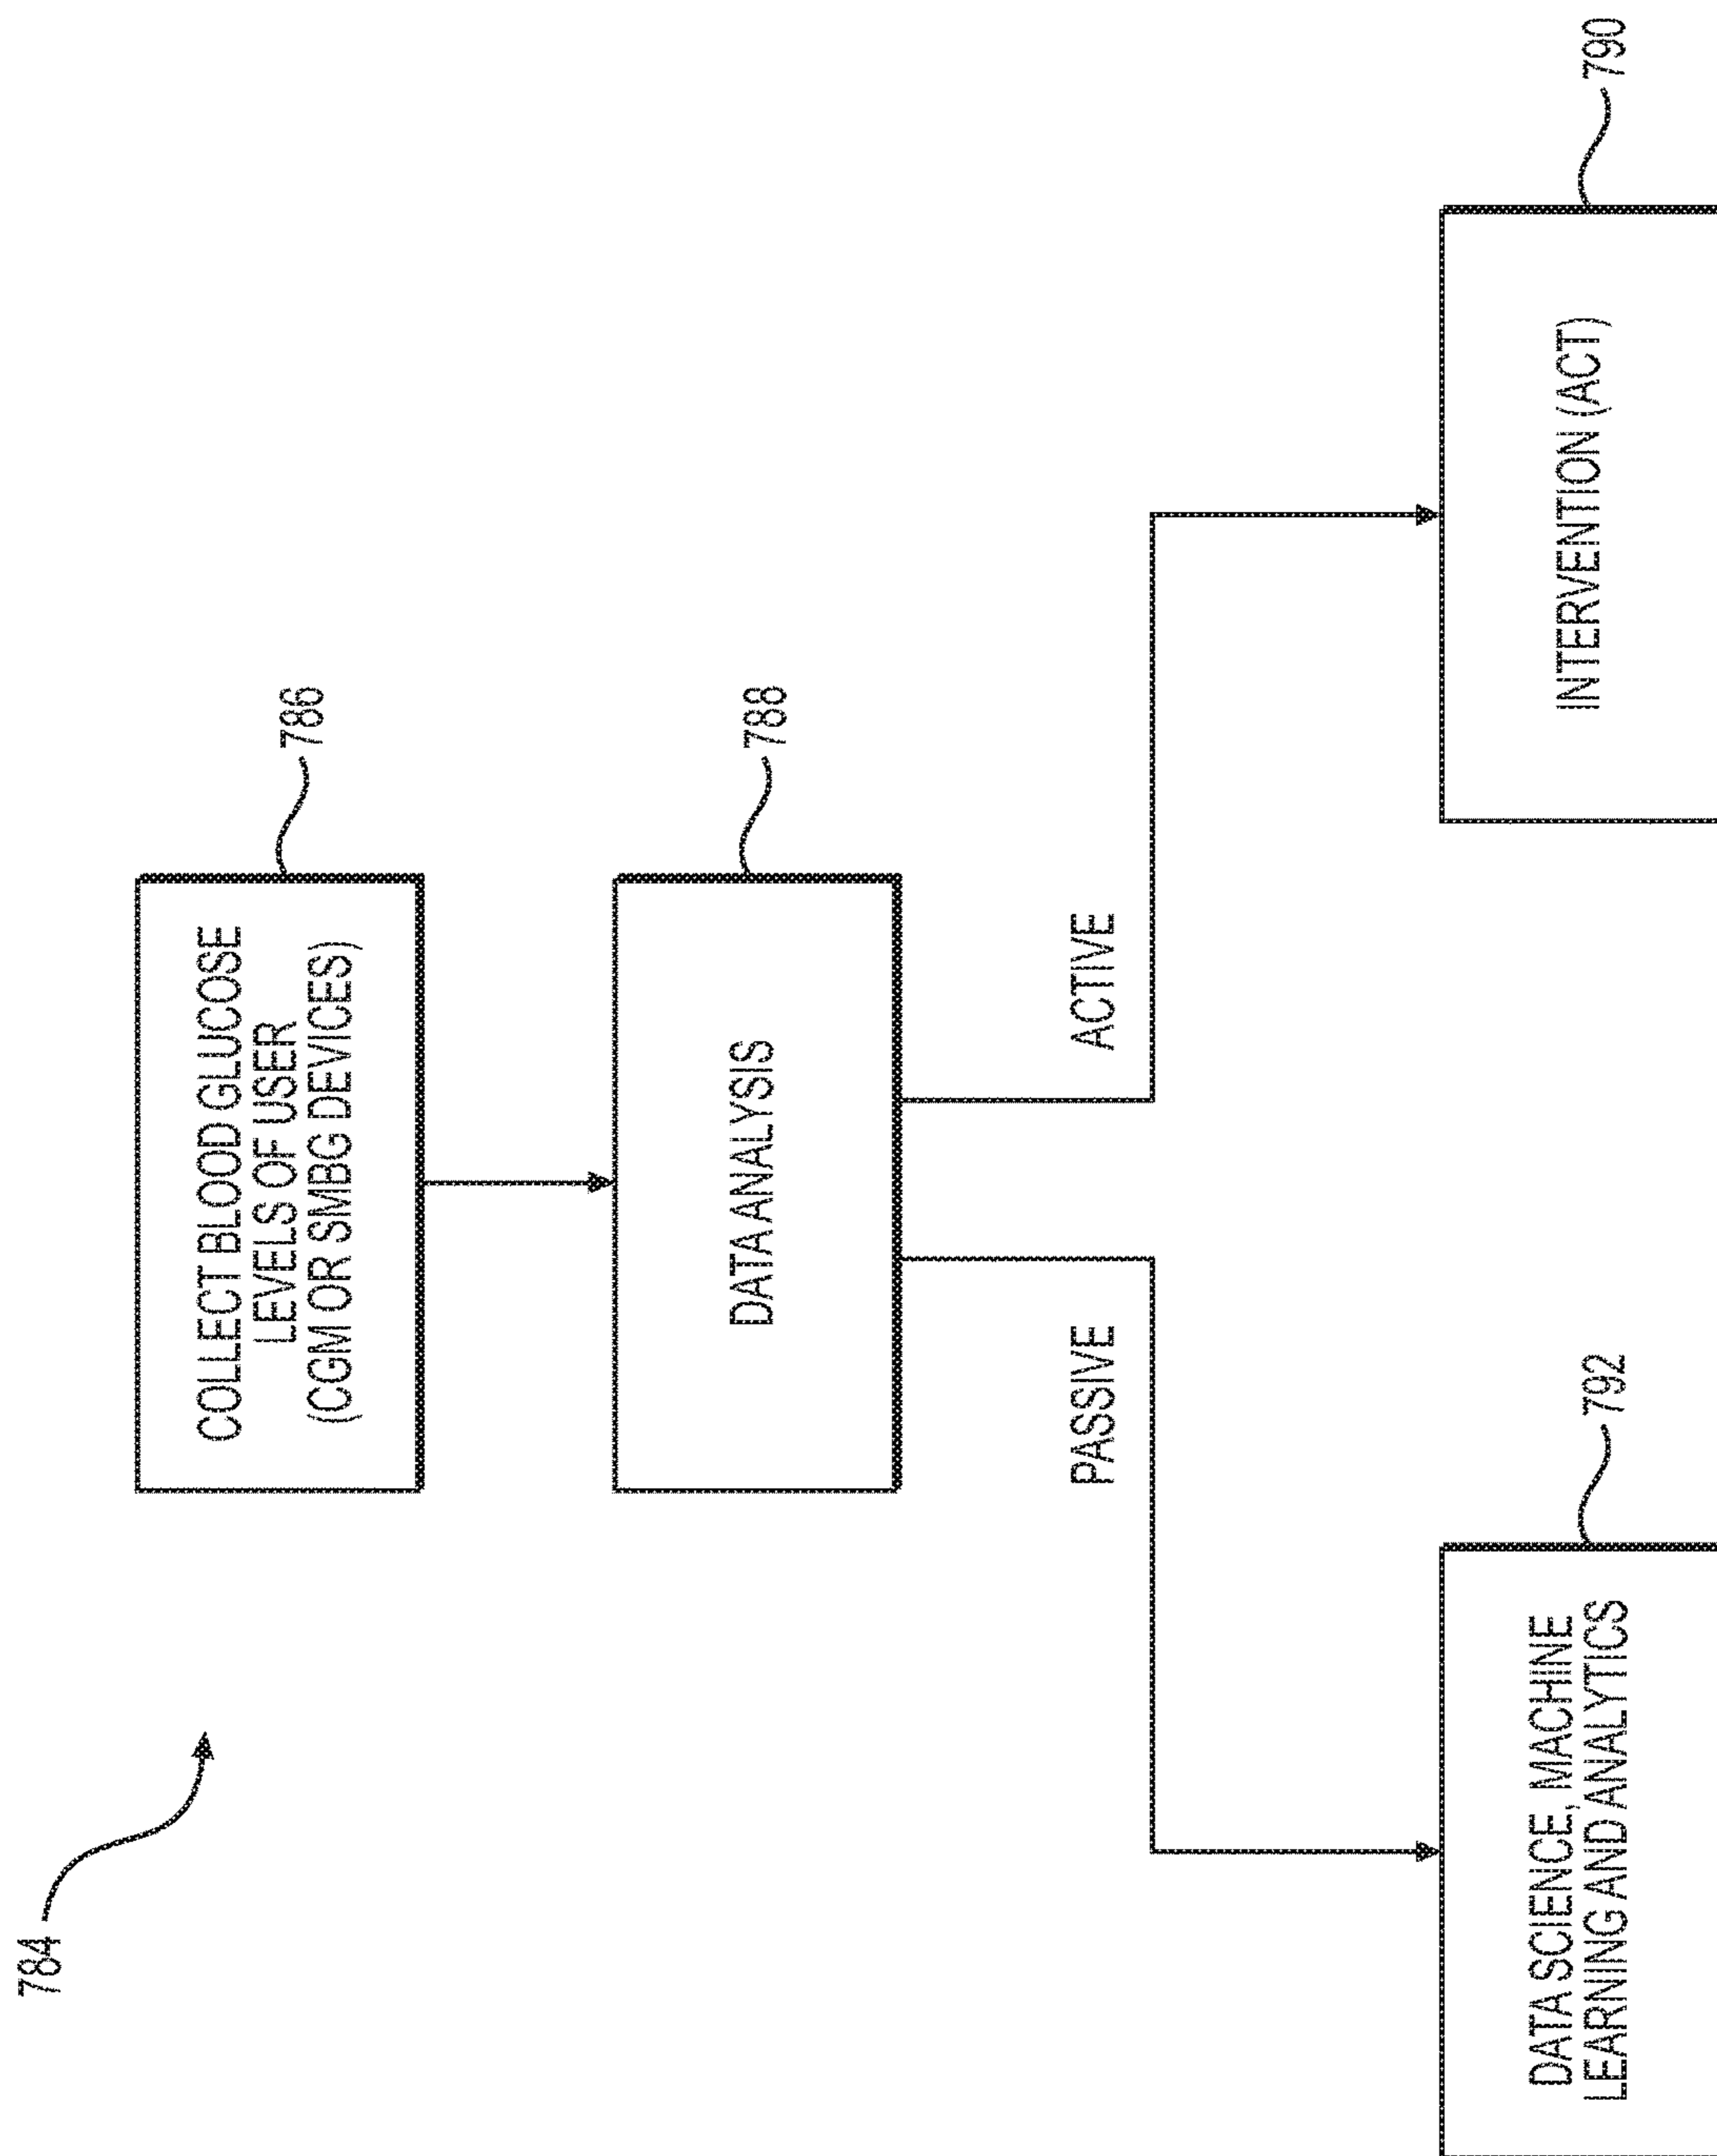 784
COLLECT BLOOD GLUCOSE
LEVELS OF USER
(CGM OR SMBG DEVICES)
786
DATA ANALYSIS
788
PASSIVE
ACTIVE
DATA SCIENCE, MACHINE
LEARNING AND ANALYTICS
792
INTERVENTION (ACT)
790